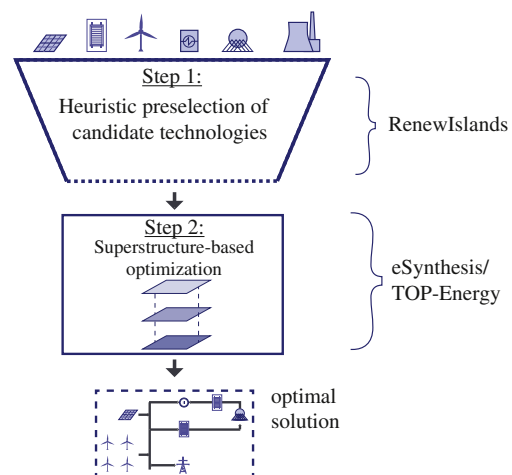 Step 1:
Heuristic preselection of
candidate technologies
RenewIslands
Step 2:
Superstructure-based
optimization
eSynthesis/
TOP-Energy
optimal
solution